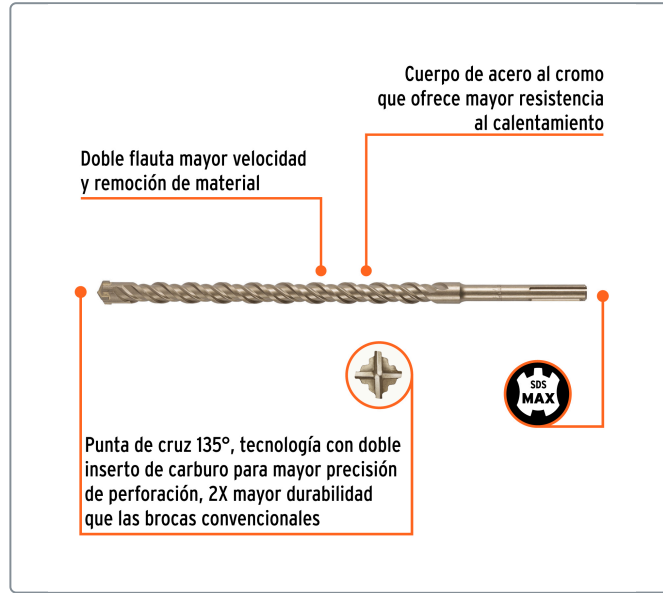 Cuerpo de acero al cromo
que ofrece mayor resistencia
al calentamiento
Doble flauta mayor velocidad
y remoción de material
SDS
MAX
Punta de cruz 135°, tecnología con doble
inserto de carburo para mayor precisión
de perforación, 2X mayor durabilidad
que las brocas convencionales